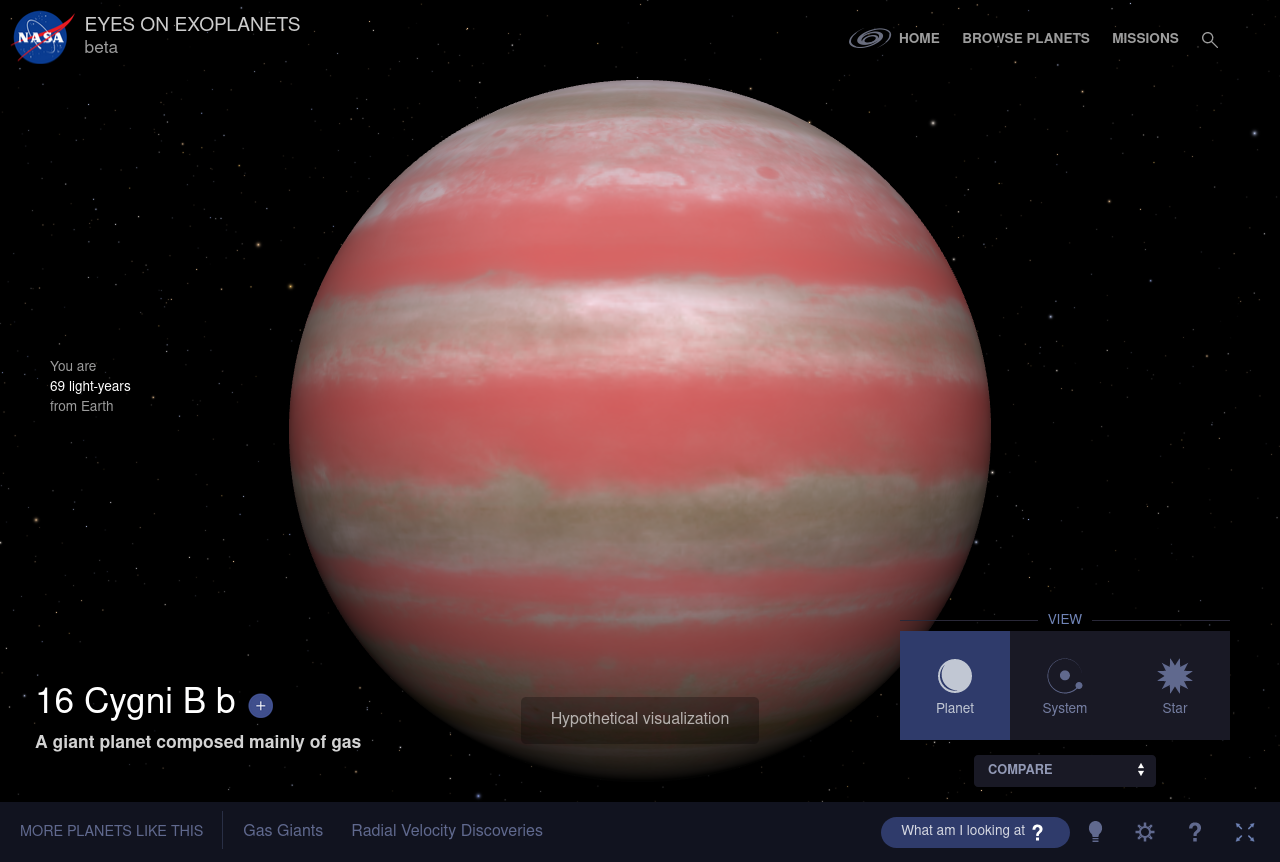 NASA
EYES ON EXOPLANETS
beta
HOME
BROWSE PLANETS
MISSIONS
You are
69 light-years
from Earth
VIEW
Planet
System
Star
16 Cygni B b +
A giant planet composed mainly of gas
Hypothetical visualization
COMPARE
MORE PLANETS LIKE THIS
Gas Giants
Radial Velocity Discoveries
What am I looking at ?
?